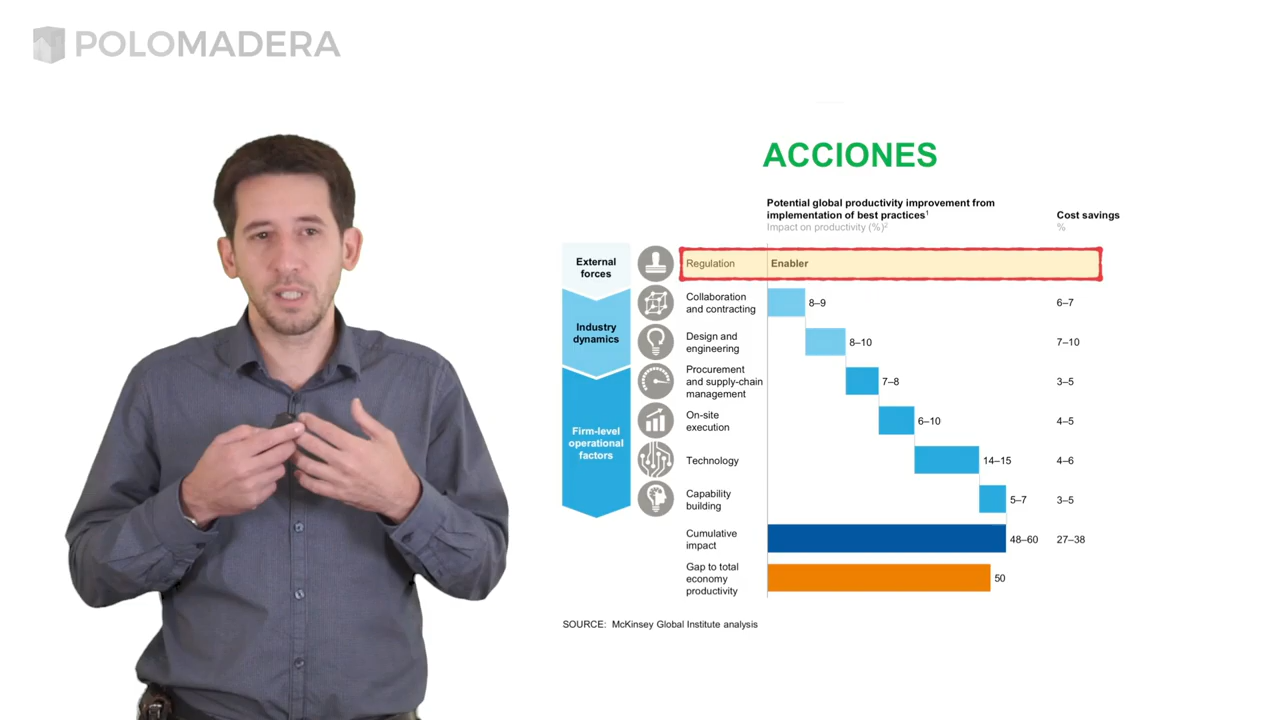 POLOMADERA
ACCIONES
Potential global productivity improvement from
implementation of best practices¹
Impact on productivity (%)²
Cost savings
%
External
forces
Regulation
Enabler
Industry
dynamics
Collaboration
and contracting
8–9
6–7
Design and
engineering
8–10
7–10
Firm-level
operational
factors
Procurement
and supply-chain
management
7–8
3–5
On-site
execution
6–10
4–5
Technology
14–15
4–6
Capability
building
5–7
3–5
Cumulative
impact
48–60
27–38
Gap to total
economy
productivity
50
SOURCE: McKinsey Global Institute analysis